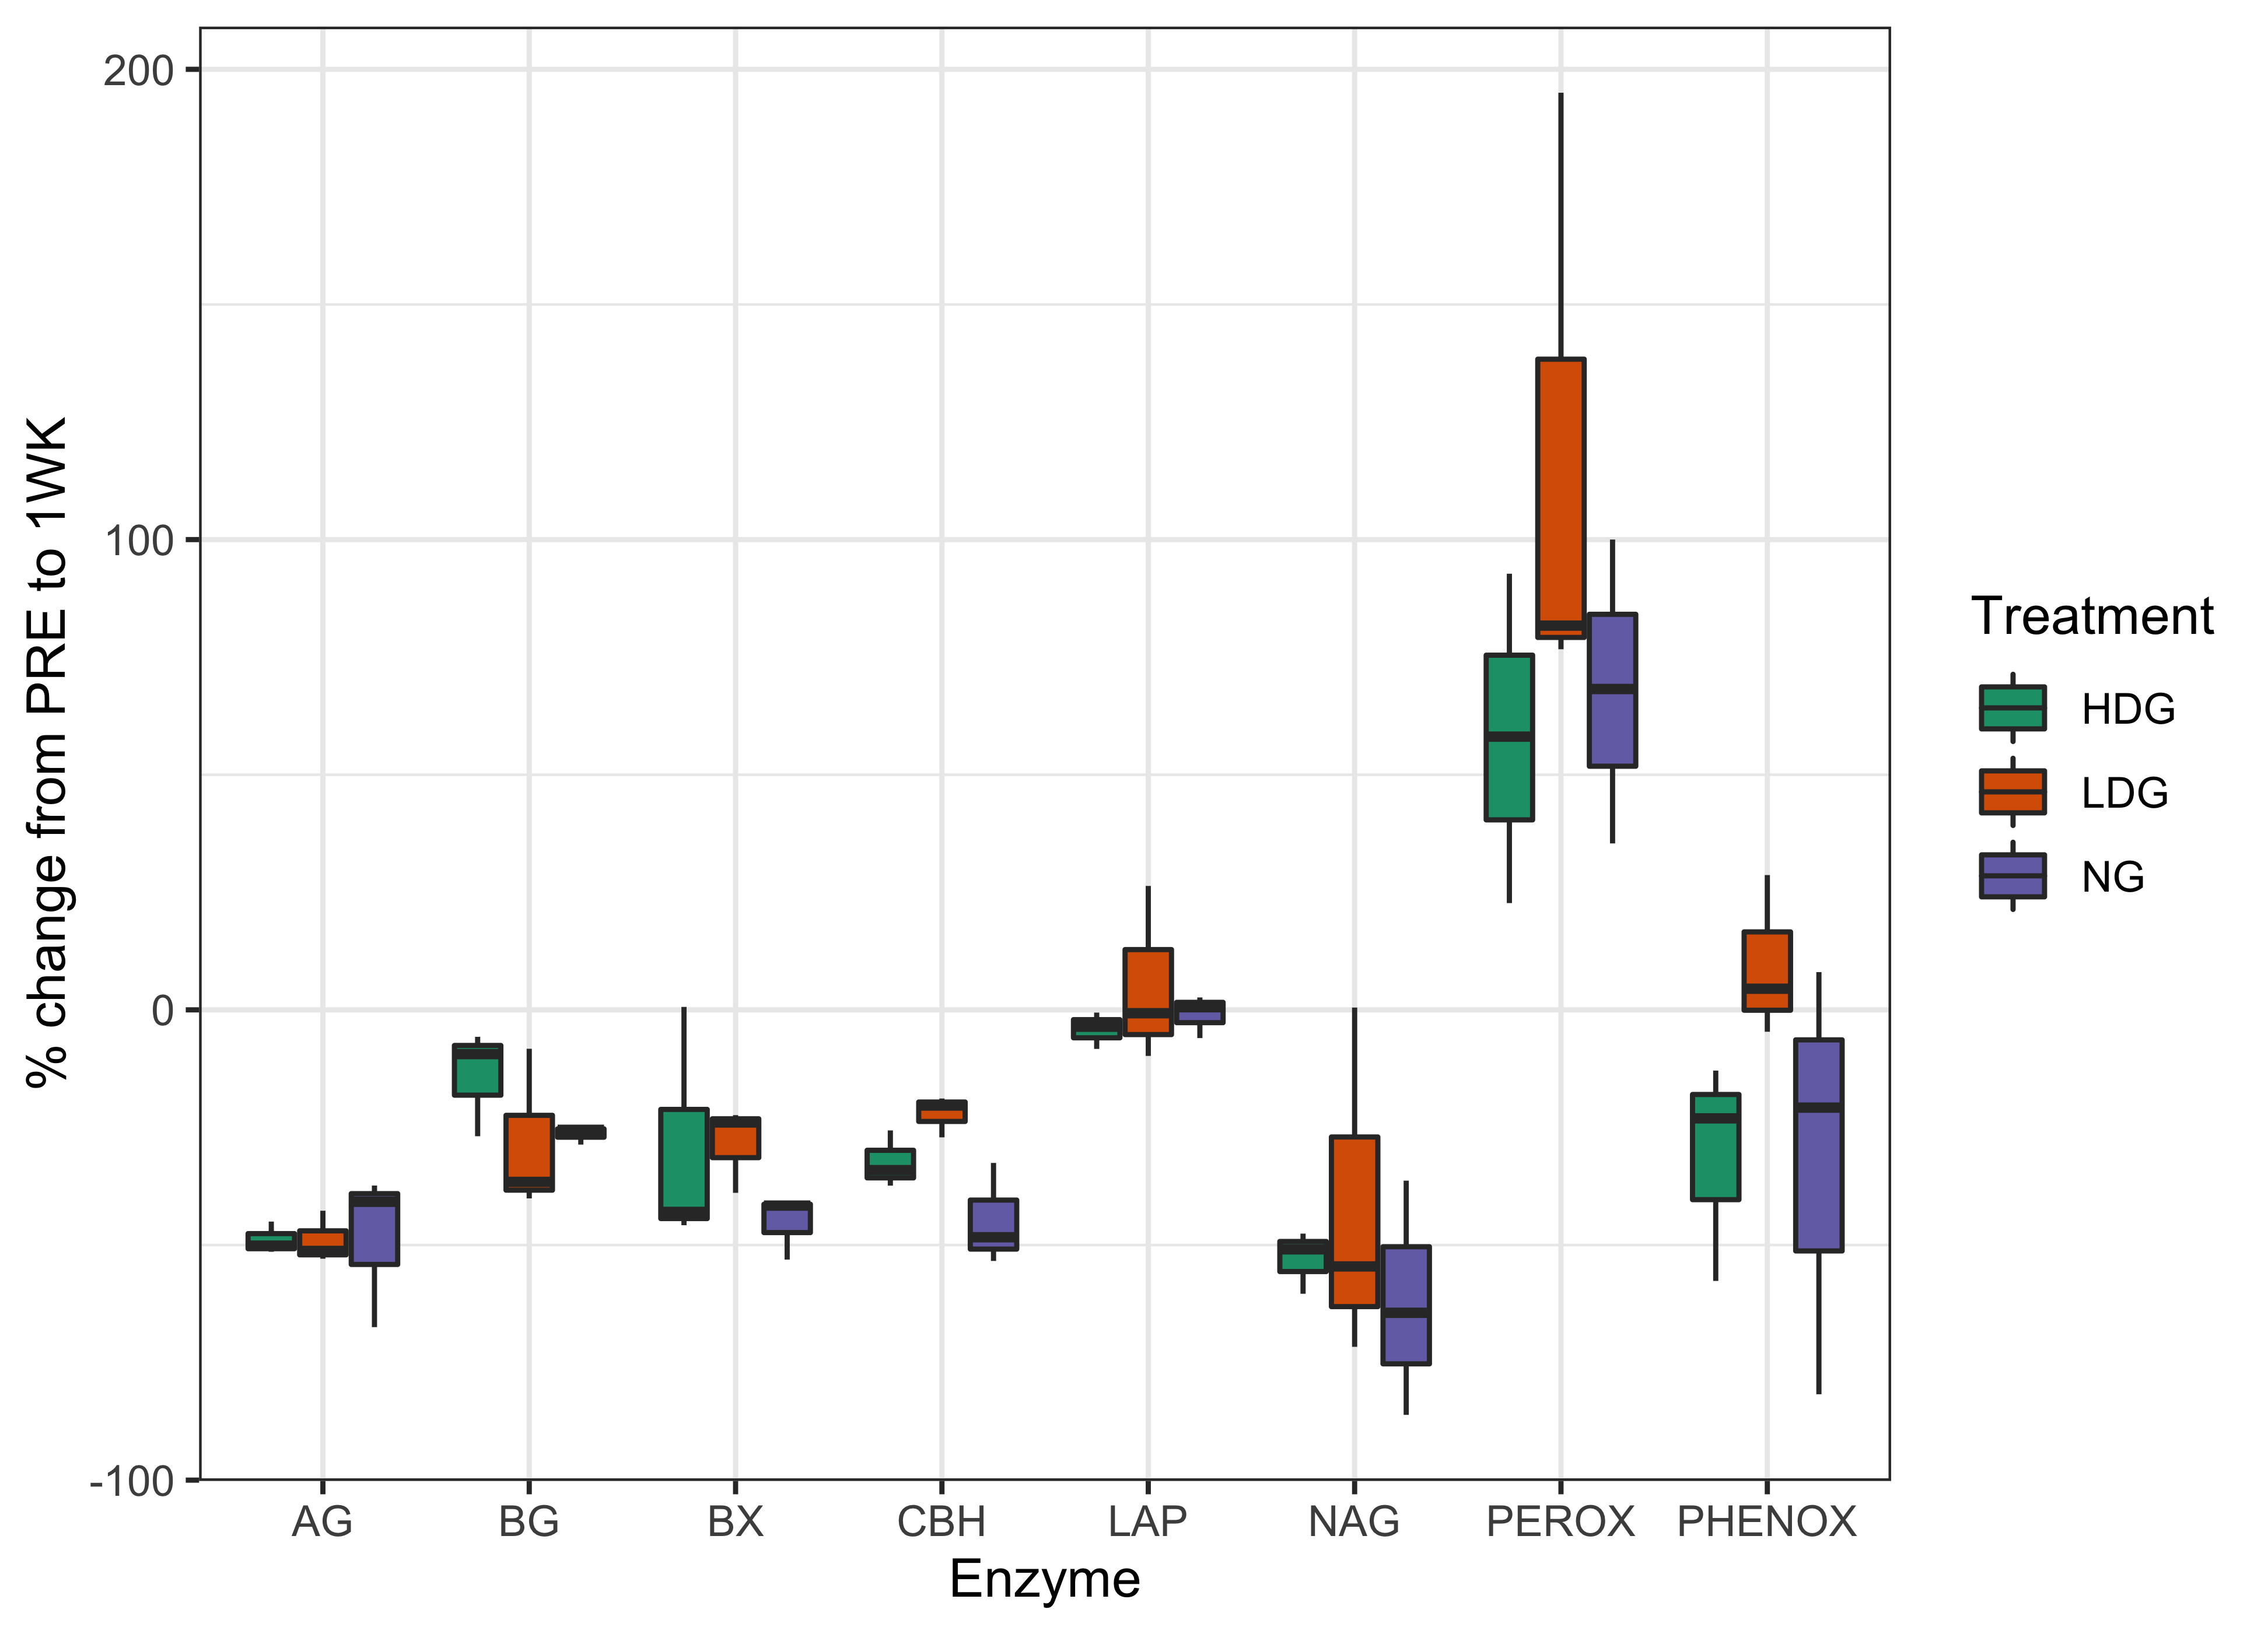 % change from PRE to 1WK
200
100
0
-100
AG BG BX CBH LAP NAG PEROX PHENOX
Enzyme
Treatment
HDG
LDG
NG